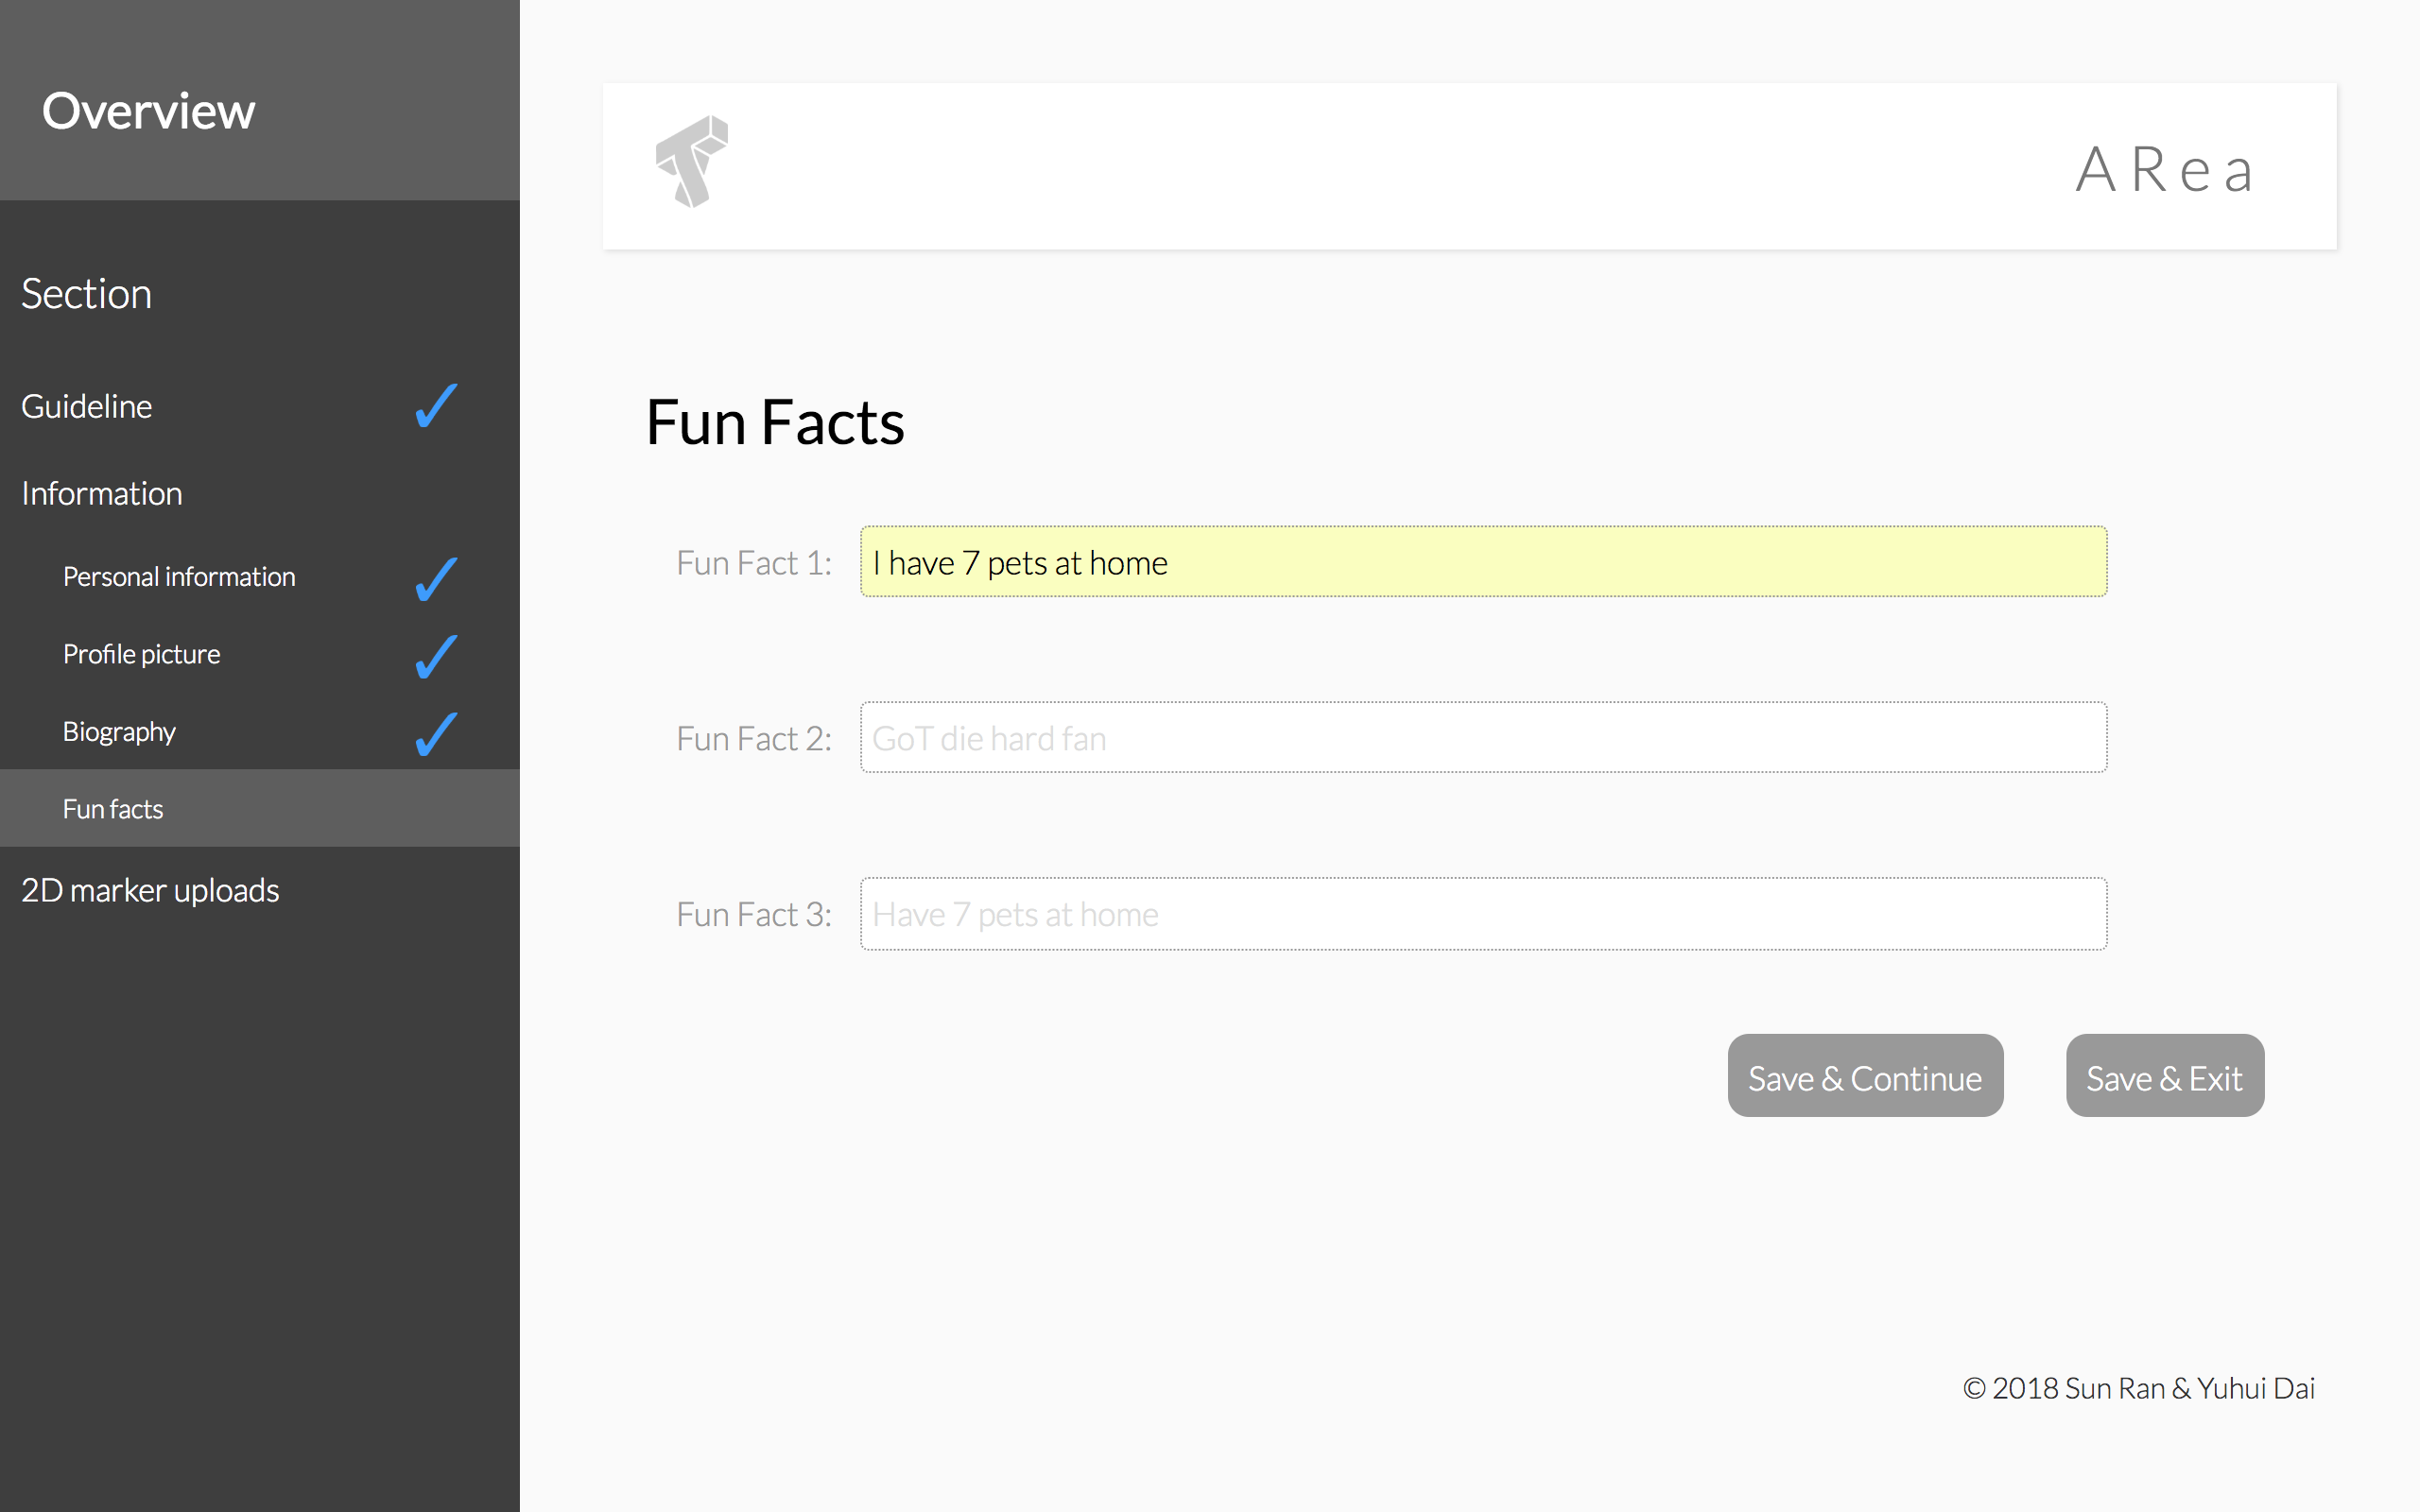 Overview
Section
Guideline
Information
Personal information
Profile picture
Biography
Fun facts
2D marker uploads
ARea
Fun Facts
Fun Fact 1: I have 7 pets at home
Fun Fact 2: GoT die hard fan
Fun Fact 3: Have 7 pets at home
Save & Continue Save & Exit
© 2018 Sun Ran & Yuhui Dai